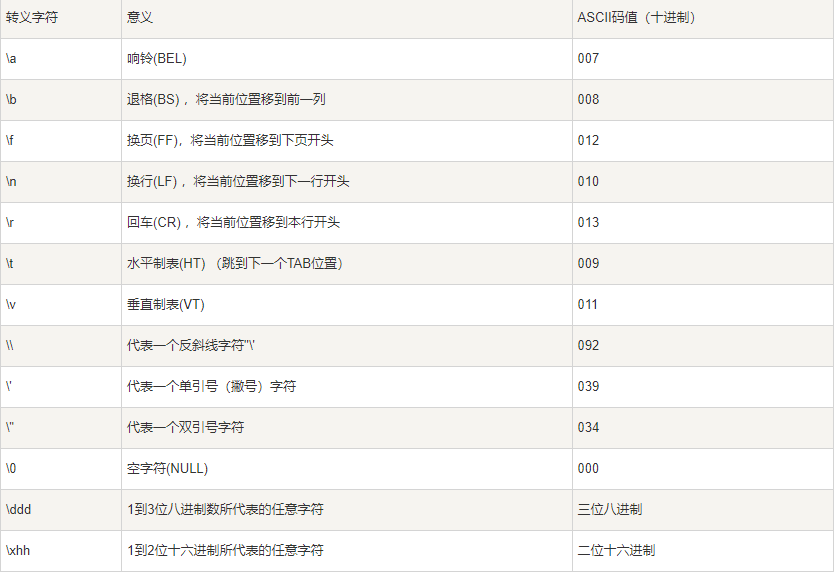 转义字符 意义 ASCII码值（十进制）
\a 响铃(BEL) 007
\b 退格(BS) ，将当前位置移到前一列 008
\f 换页(FF)，将当前位置移到下页开头 012
\n 换行(LF) ，将当前位置移到下一行开头 010
\r 回车(CR) ，将当前位置移到本行开头 013
\t 水平制表(HT) （跳到下一个TAB位置） 009
\v 垂直制表(VT) 011
\\ 代表一个反斜线字符''\' 092
\' 代表一个单引号（撇号）字符 039
\" 代表一个双引号字符 034
\0 空字符(NULL) 000
\ddd 1到3位八进制数所代表的任意字符 三位八进制
\xhh 1到2位十六进制所代表的任意字符 二位十六进制